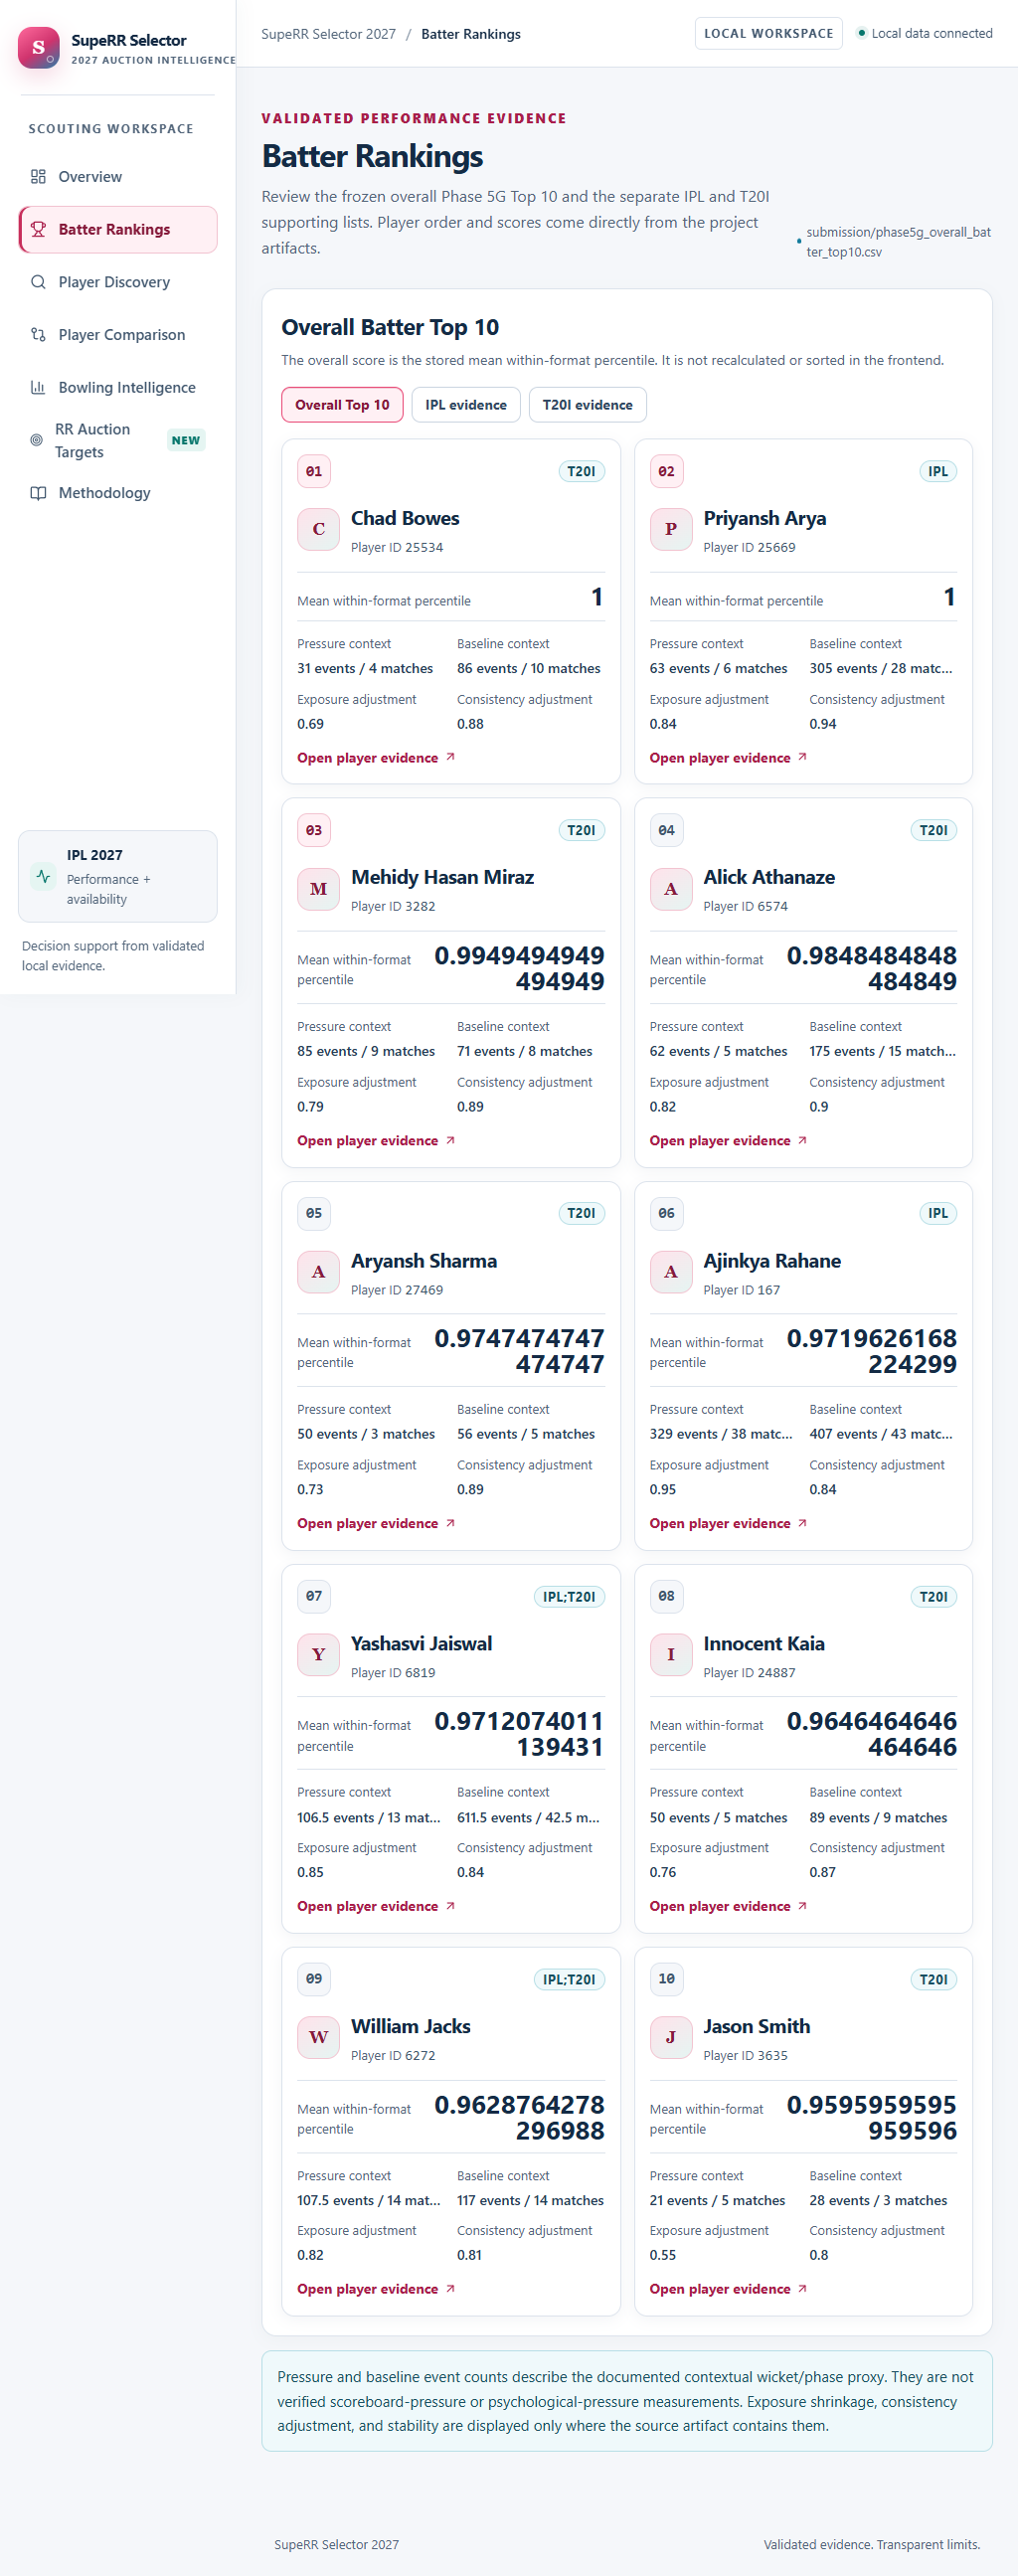 S
SupeRR Selector
2027 AUCTION INTELLIGENCE
SCOUTING WORKSPACE
Overview
Batter Rankings
Player Discovery
Player Comparison
Bowling Intelligence
RR Auction
Targets
NEW
Methodology
IPL 2027
Performance +
availability
Decision support from validated
local evidence.
SupeRR Selector 2027 / Batter Rankings
LOCAL WORKSPACE
Local data connected
VALIDATED PERFORMANCE EVIDENCE
Batter Rankings
Review the frozen overall Phase 5G Top 10 and the separate IPL and T20I
supporting lists. Player order and scores come directly from the project
artifacts.
submission/phase5g_overall_bat
ter_top10.csv
Overall Batter Top 10
The overall score is the stored mean within-format percentile. It is not recalculated or sorted in the frontend.
Overall Top 10
IPL evidence
T20I evidence
01
T20I
C
Chad Bowes
Player ID 25534
Mean within-format percentile
1
Pressure context
Baseline context
31 events / 4 matches
86 events / 10 matches
Exposure adjustment
Consistency adjustment
0.69
0.88
Open player evidence
02
IPL
P
Priyansh Arya
Player ID 25669
Mean within-format percentile
1
Pressure context
Baseline context
63 events / 6 matches
305 events / 28 matc...
Exposure adjustment
Consistency adjustment
0.84
0.94
Open player evidence
03
T20I
M
Mehidy Hasan Miraz
Player ID 3282
Mean within-format
percentile
0.9949494949
494949
Pressure context
Baseline context
85 events / 9 matches
71 events / 8 matches
Exposure adjustment
Consistency adjustment
0.79
0.89
Open player evidence
04
T20I
A
Alick Athanaze
Player ID 6574
Mean within-format
percentile
0.9848484848
484849
Pressure context
Baseline context
62 events / 5 matches
175 events / 15 match...
Exposure adjustment
Consistency adjustment
0.82
0.9
Open player evidence
05
T20I
A
Aryansh Sharma
Player ID 27469
Mean within-format
percentile
0.9747474747
474747
Pressure context
Baseline context
50 events / 3 matches
56 events / 5 matches
Exposure adjustment
Consistency adjustment
0.73
0.89
Open player evidence
06
IPL
A
Ajinkya Rahane
Player ID 167
Mean within-format
percentile
0.9719626168
224299
Pressure context
Baseline context
329 events / 38 matc...
407 events / 43 matc...
Exposure adjustment
Consistency adjustment
0.95
0.84
Open player evidence
07
IPL;T20I
Y
Yashasvi Jaiswal
Player ID 6819
Mean within-format
percentile
0.9712074011
139431
Pressure context
Baseline context
106.5 events / 13 mat...
611.5 events / 42.5 m...
Exposure adjustment
Consistency adjustment
0.85
0.84
Open player evidence
08
T20I
I
Innocent Kaia
Player ID 24887
Mean within-format
percentile
0.9646464646
464646
Pressure context
Baseline context
50 events / 5 matches
89 events / 9 matches
Exposure adjustment
Consistency adjustment
0.76
0.87
Open player evidence
09
IPL;T20I
W
William Jacks
Player ID 6272
Mean within-format
percentile
0.9628764278
296988
Pressure context
Baseline context
107.5 events / 14 mat...
117 events / 14 matches
Exposure adjustment
Consistency adjustment
0.82
0.81
Open player evidence
10
T20I
J
Jason Smith
Player ID 3635
Mean within-format
percentile
0.9595959595
959596
Pressure context
Baseline context
21 events / 5 matches
28 events / 3 matches
Exposure adjustment
Consistency adjustment
0.55
0.8
Open player evidence
Pressure and baseline event counts describe the documented contextual wicket/phase proxy. They are not
verified scoreboard-pressure or psychological-pressure measurements. Exposure shrinkage, consistency
adjustment, and stability are displayed only where the source artifact contains them.
SupeRR Selector 2027
Validated evidence. Transparent limits.